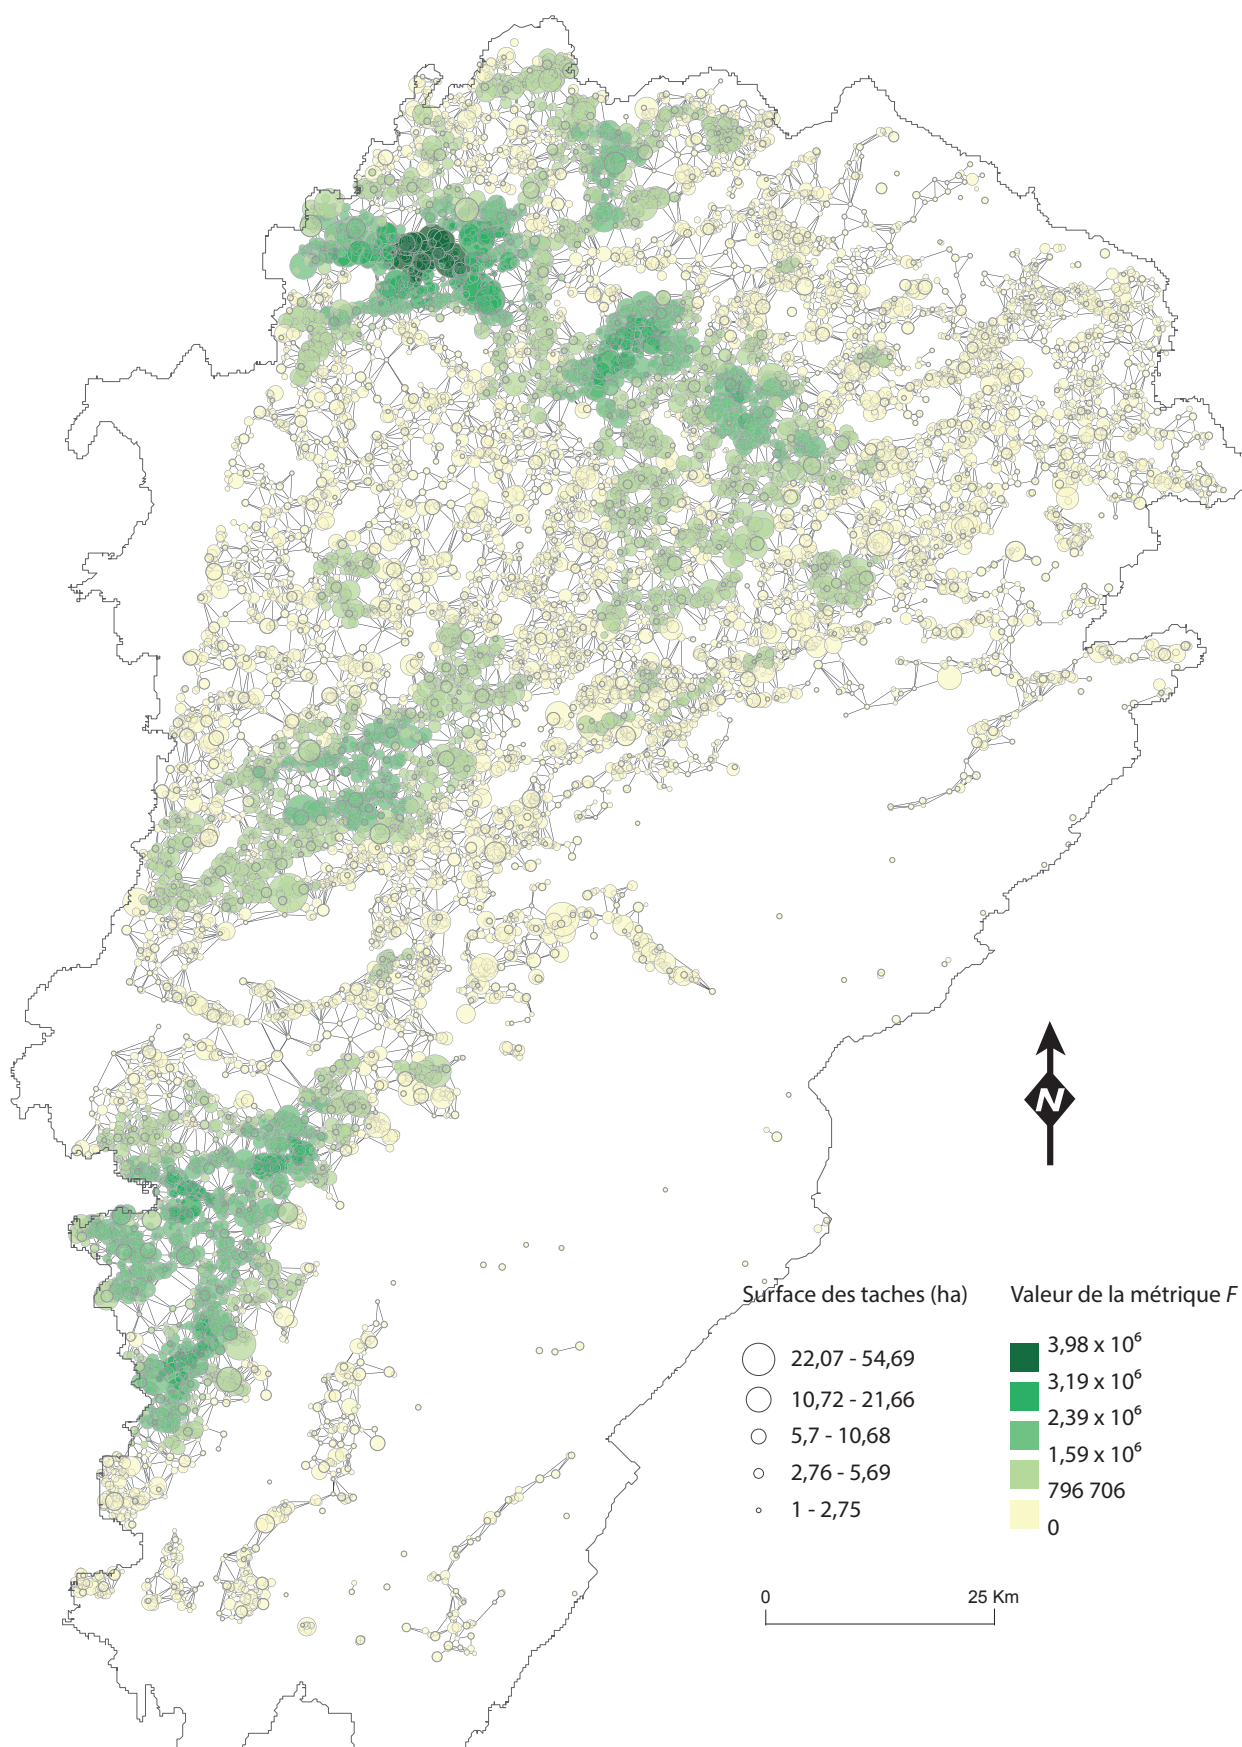 N
Surface des taches (ha)
22,07 - 54,69
10,72 - 21,66
5,7 - 10,68
2,76 - 5,69
1 - 2,75
Valeur de la métrique F
3,98 x 10⁶
3,19 x 10⁶
2,39 x 10⁶
1,59 x 10⁶
796 706
0
0 25 Km